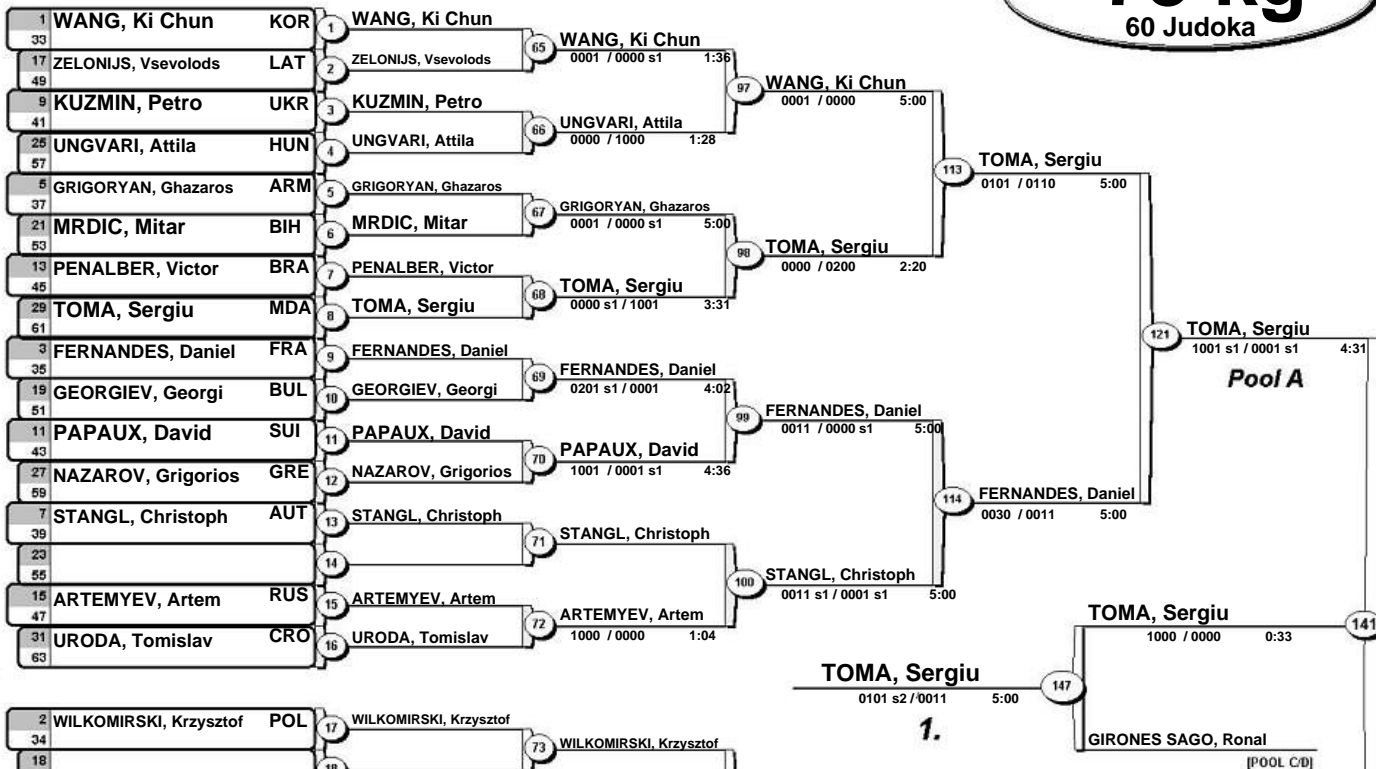 60 Judoka
1 WANG, Ki Chun KOR
33
17 ZELONIJS, Vsevolods LAT
49
9 KUZMIN, Petro UKR
41
25 UNGVARI, Attila HUN
57
5 GRIGORYAN, Ghazaros ARM
37
21 MRDIC, Mitar BIH
53
13 PENALBER, Victor BRA
45
29 TOMA, Sergiu MDA
61
3 FERNANDES, Daniel FRA
35
19 GEORGIEV, Georgi BUL
51
11 PAPAUX, David SUI
43
27 NAZAROV, Grigorios GRE
59
7 STANGL, Christoph AUT
39
23
55
15 ARTEMYEV, Artem RUS
47
31 URODA, Tomislav CRO
63
2 WILKOMIRSKI, Krzysztof POL
34
18
1 WANG, Ki Chun
2 ZELONIJS, Vsevolods
3 KUZMIN, Petro
4 UNGVARI, Attila
5 GRIGORYAN, Ghazaros
6 MRDIC, Mitar
7 PENALBER, Victor
8 TOMA, Sergiu
9 FERNANDES, Daniel
10 GEORGIEV, Georgi
11 PAPAUX, David
12 NAZAROV, Grigorios
13 STANGL, Christoph
14
15 ARTEMYEV, Artem
16 URODA, Tomislav
17 WILKOMIRSKI, Krzysztof
18
65 WANG, Ki Chun
0001 / 0000 s1 1:36
66 UNGVARI, Attila
0000 / 1000 1:28
67 GRIGORYAN, Ghazaros
0001 / 0000 s1 5:00
68 TOMA, Sergiu
0000 s1 / 1001 3:31
69 FERNANDES, Daniel
0201 s1 / 0001 4:02
70 PAPAUX, David
1001 / 0001 s1 4:36
71 STANGL, Christoph
72 ARTEMYEV, Artem
1000 / 0000 1:04
73 WILKOMIRSKI, Krzysztof
97 WANG, Ki Chun
0001 / 0000 5:00
98 TOMA, Sergiu
0000 / 0200 2:20
99 FERNANDES, Daniel
0011 / 0000 s1 5:00
100 STANGL, Christoph
0011 s1 / 0001 s1 5:00
113 TOMA, Sergiu
0101 / 0110 5:00
114 FERNANDES, Daniel
0030 / 0011 5:00
121 TOMA, Sergiu
1001 s1 / 0001 s1 4:31
Pool A
TOMA, Sergiu 141
1000 / 0000 0:33
TOMA, Sergiu 147
0101 s2 / 0011 5:00
1.
GIRONES SAGO, Ronal
[POOL C/D]